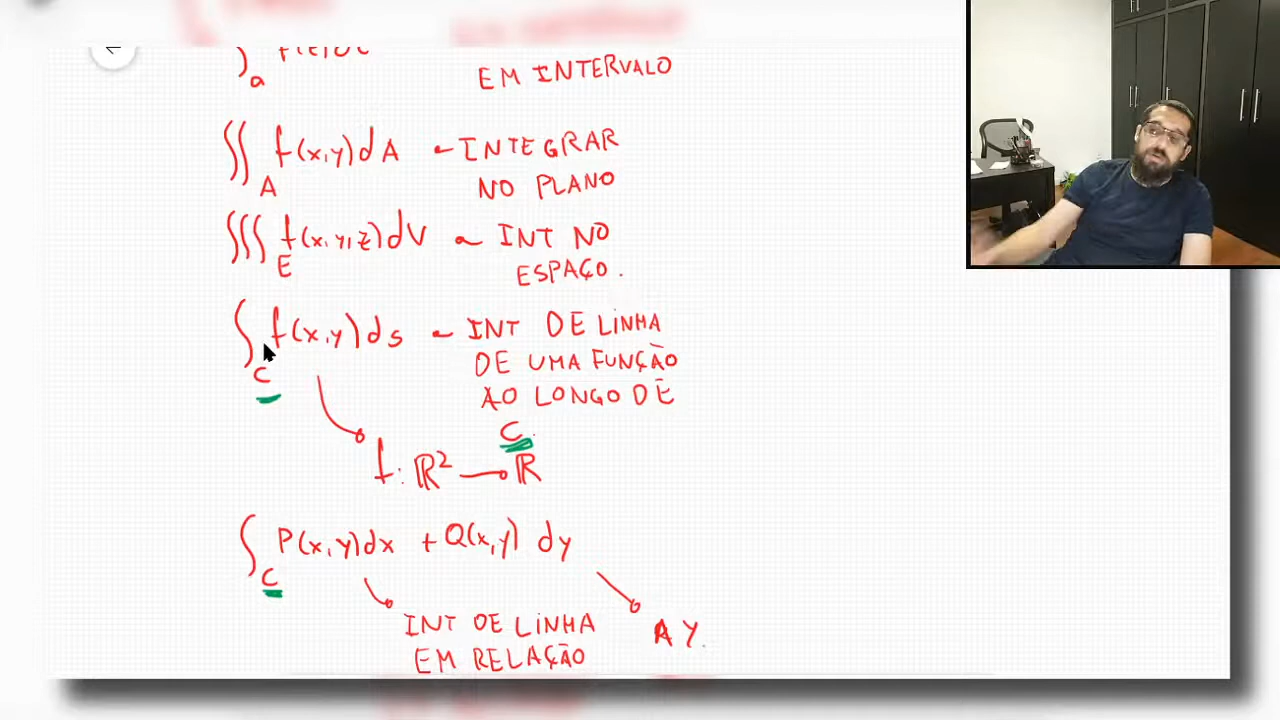 a
EM INTERVALO
∬_A f(x,y)dA INTEGRAR
NO PLANO
∭_E f(x,y,z)dV INT NO
ESPAÇO.
∫_C f(x,y)ds INT DE LINHA
DE UMA FUNÇÃO
AO LONGO DE
C.
f: ℝ² → ℝ
∫_C P(x,y)dx + Q(x,y) dy
INT DE LINHA
EM RELAÇÃO
A Y.